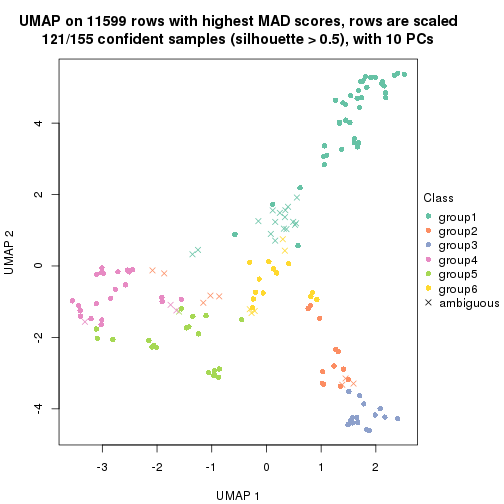 UMAP on 11599 rows with highest MAD scores, rows are scaled
121/155 confident samples (silhouette > 0.5), with 10 PCs
4
2
0
-2
-4
UMAP 2
-3
-2
-1
0
1
2
UMAP 1
Class
group1
group2
group3
group4
group5
group6
ambiguous